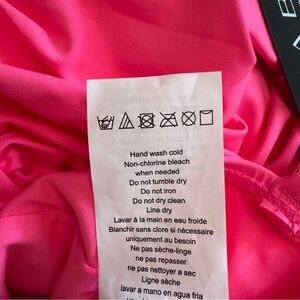 Hand wash cold
Non-chlorine bleach
when needed
Do not tumble dry
Do not iron
Do not dry clean
Line dry
Lavar à la main en eau froide
Blanchir sans clore si nécessaire
uniquement au besoin
Ne pas sèche-linge
ne pas repasser
ne pas nettoyer a sec
Ligne sèche
lavar a mano en agua fria